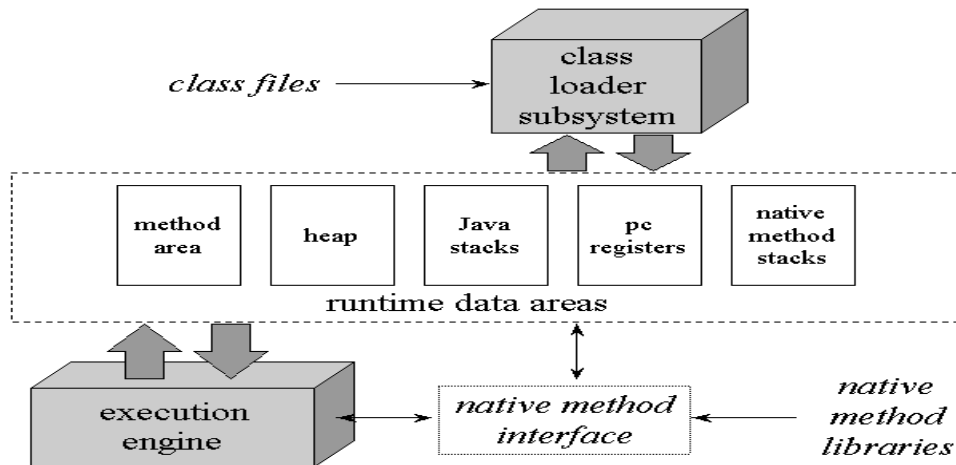 class
loader
subsystem
class files
method
area
heap
Java
stacks
pc
registers
native
method
stacks
runtime data areas
execution
engine
native method
interface
native
method
libraries